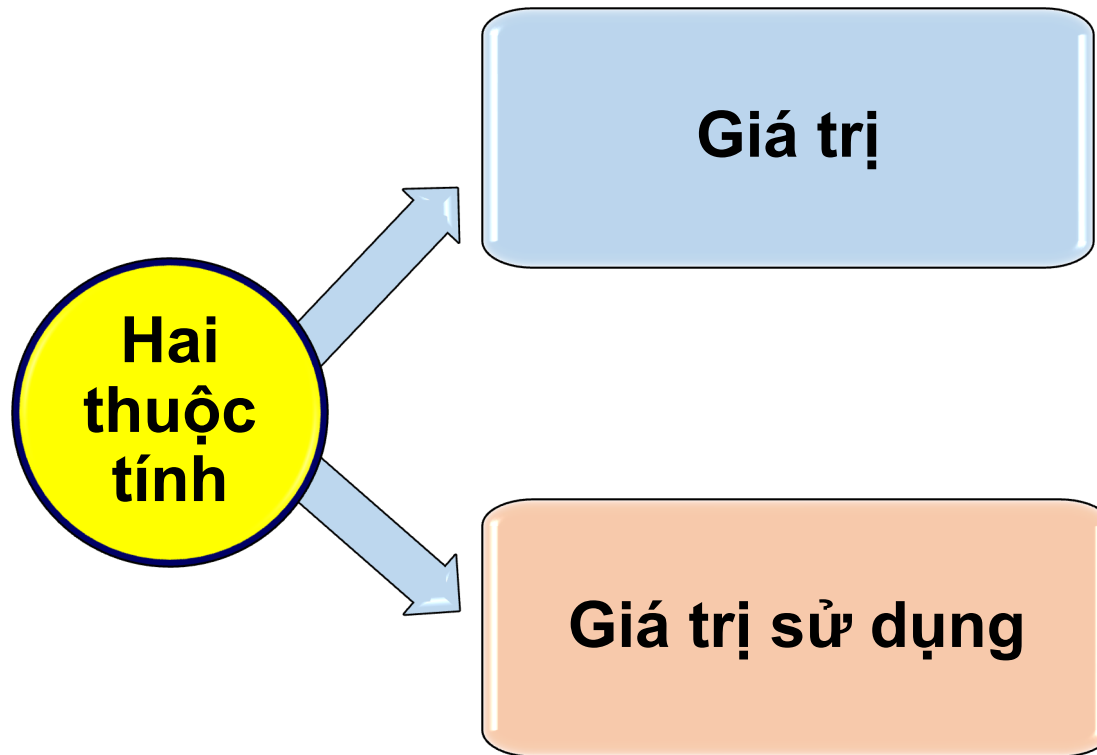 Giá trị
Hai
thuộc
tính
Giá trị sử dụng